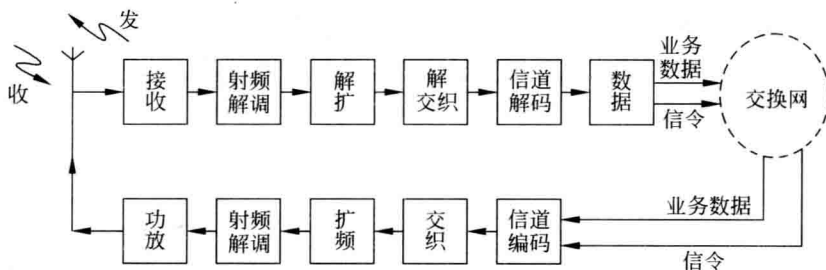 发
收
接收
射频解调
解扩
解交织
信道解码
数据
业务数据
信令
交换网
功放
射频解调
扩频
交织
信道编码
业务数据
信令